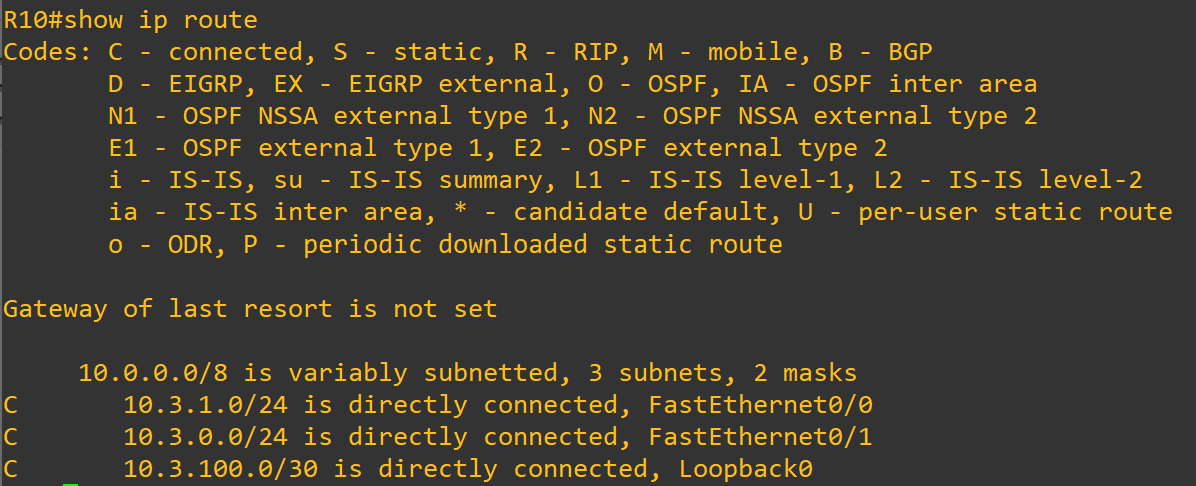 R10#show ip route
Codes: C - connected, S - static, R - RIP, M - mobile, B - BGP
D - EIGRP, EX - EIGRP external, O - OSPF, IA - OSPF inter area
N1 - OSPF NSSA external type 1, N2 - OSPF NSSA external type 2
E1 - OSPF external type 1, E2 - OSPF external type 2
i - IS-IS, su - IS-IS summary, L1 - IS-IS level-1, L2 - IS-IS level-2
ia - IS-IS inter area, * - candidate default, U - per-user static route
o - ODR, P - periodic downloaded static route
Gateway of last resort is not set
10.0.0.0/8 is variably subnetted, 3 subnets, 2 masks
C 10.3.1.0/24 is directly connected, FastEthernet0/0
C 10.3.0.0/24 is directly connected, FastEthernet0/1
C 10.3.100.0/30 is directly connected, Loopback0